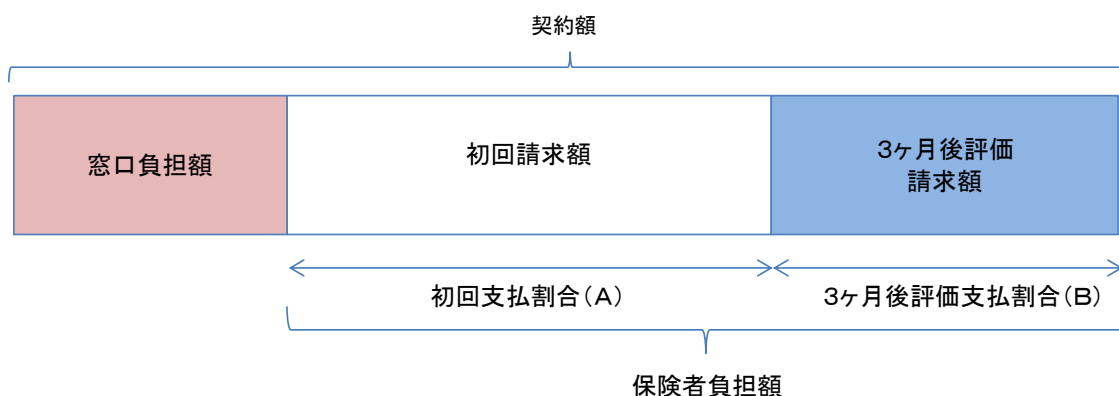 契約額
窓口負担額
初回請求額
3ヶ月後評価
請求額
初回支払割合(A)
3ヶ月後評価支払割合(B)
保険者負担額